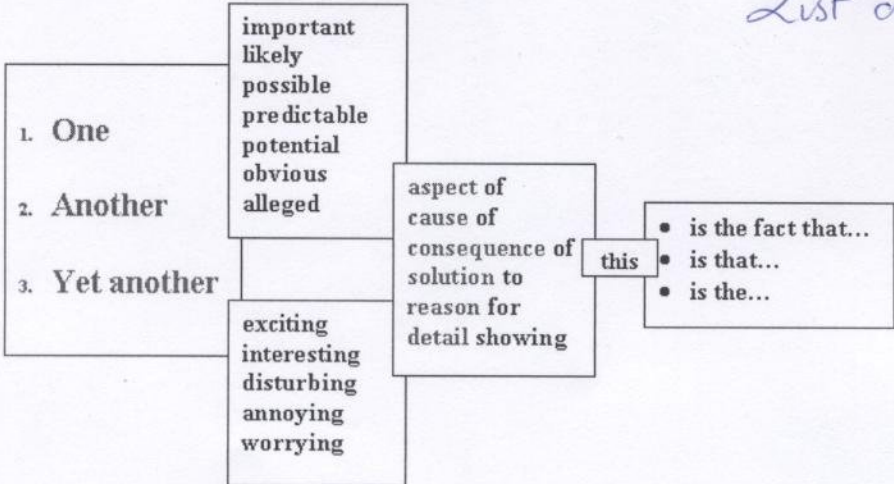 List
important
likely
possible
predictable
potential
obvious
alleged
1. One
2. Another
3. Yet another
exciting
interesting
disturbing
annoying
worrying
aspect of
cause of
consequence of
solution to
reason for
detail showing
this
• is the fact that...
• is that...
• is the...